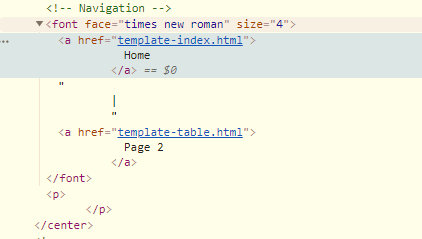 <!-- Navigation -->
▼<font face="times new roman" size="4">
… <a href="template-index.html">
Home
</a> == $0
"
|
"
<a href="template-table.html">
Page 2
</a>
</font>
<p>
</p>
</center>